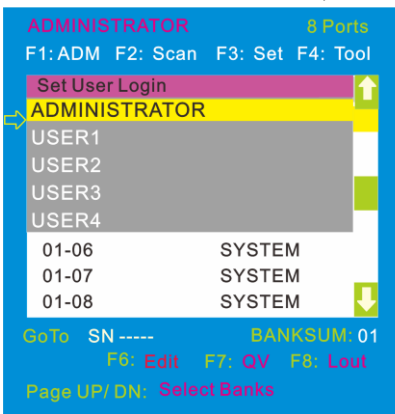 ADMINISTRATOR 8 Ports
F1: ADM F2: Scan F3: Set F4: Tool
Set User Login
ADMINISTRATOR
USER1
USER2
USER3
USER4
01-06 SYSTEM
01-07 SYSTEM
01-08 SYSTEM
GoTo SN ----- BANKSUM: 01
F6: Edit F7: QV F8: Lout
Page UP/ DN: Select Banks